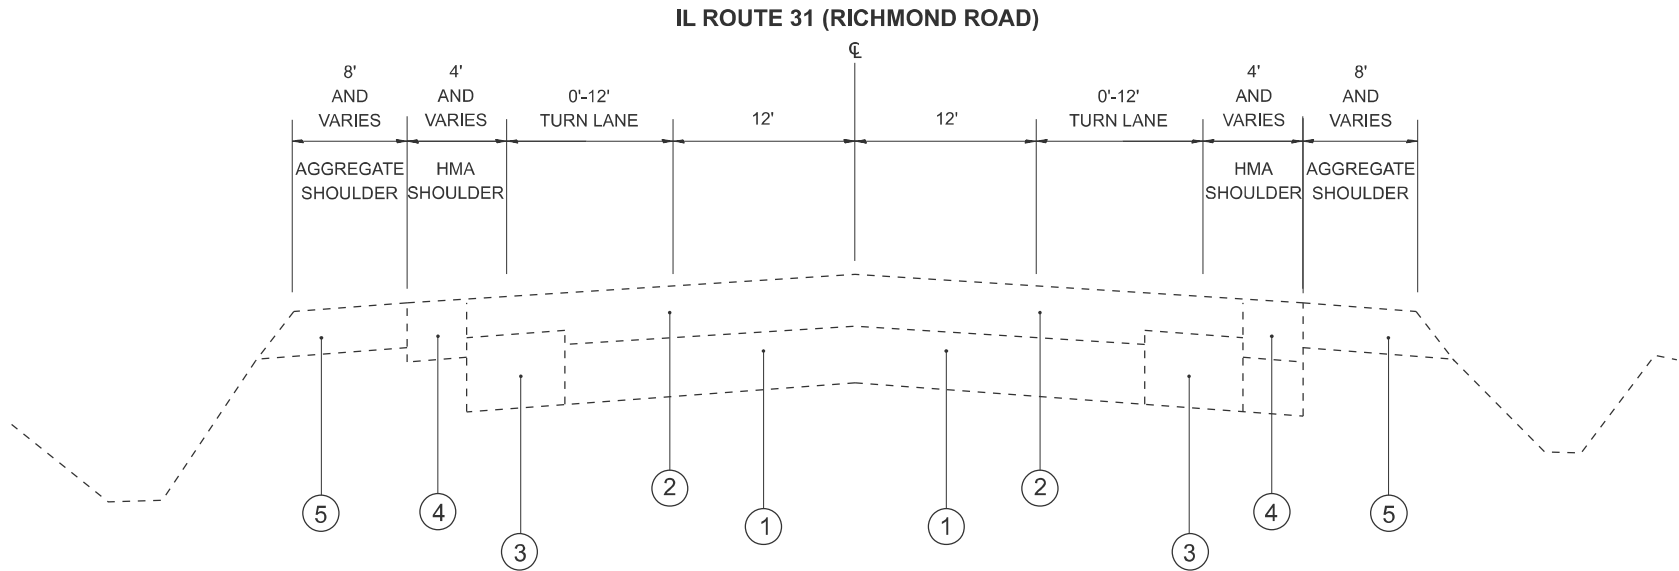 IL ROUTE 31 (RICHMOND ROAD)
℄
8'
AND
VARIES
4'
AND
VARIES
0'-12'
TURN LANE
12'
12'
0'-12'
TURN LANE
4'
AND
VARIES
8'
AND
VARIES
AGGREGATE
SHOULDER
HMA
SHOULDER
HMA
SHOULDER
AGGREGATE
SHOULDER
5
4
3
2
1
1
2
3
4
5